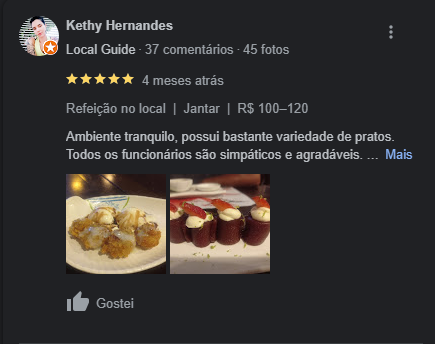 Kethy Hernandes
Local Guide · 37 comentários · 45 fotos
4 meses atrás
Refeição no local | Jantar | R$ 100–120
Ambiente tranquilo, possui bastante variedade de pratos.
Todos os funcionários são simpáticos e agradáveis. ... Mais
Gostei